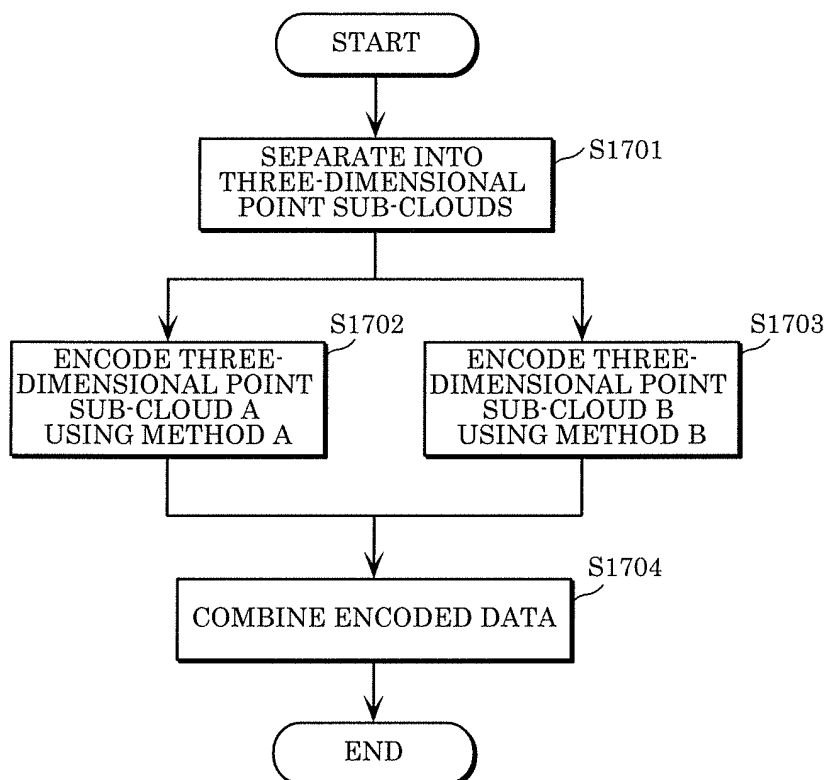 START
SEPARATE INTO
THREE-DIMENSIONAL
POINT SUB-CLOUDS
S1701
ENCODE THREE-
DIMENSIONAL POINT
SUB-CLOUD A
USING METHOD A
S1702
ENCODE THREE-
DIMENSIONAL POINT
SUB-CLOUD B
USING METHOD B
S1703
COMBINE ENCODED DATA
S1704
END